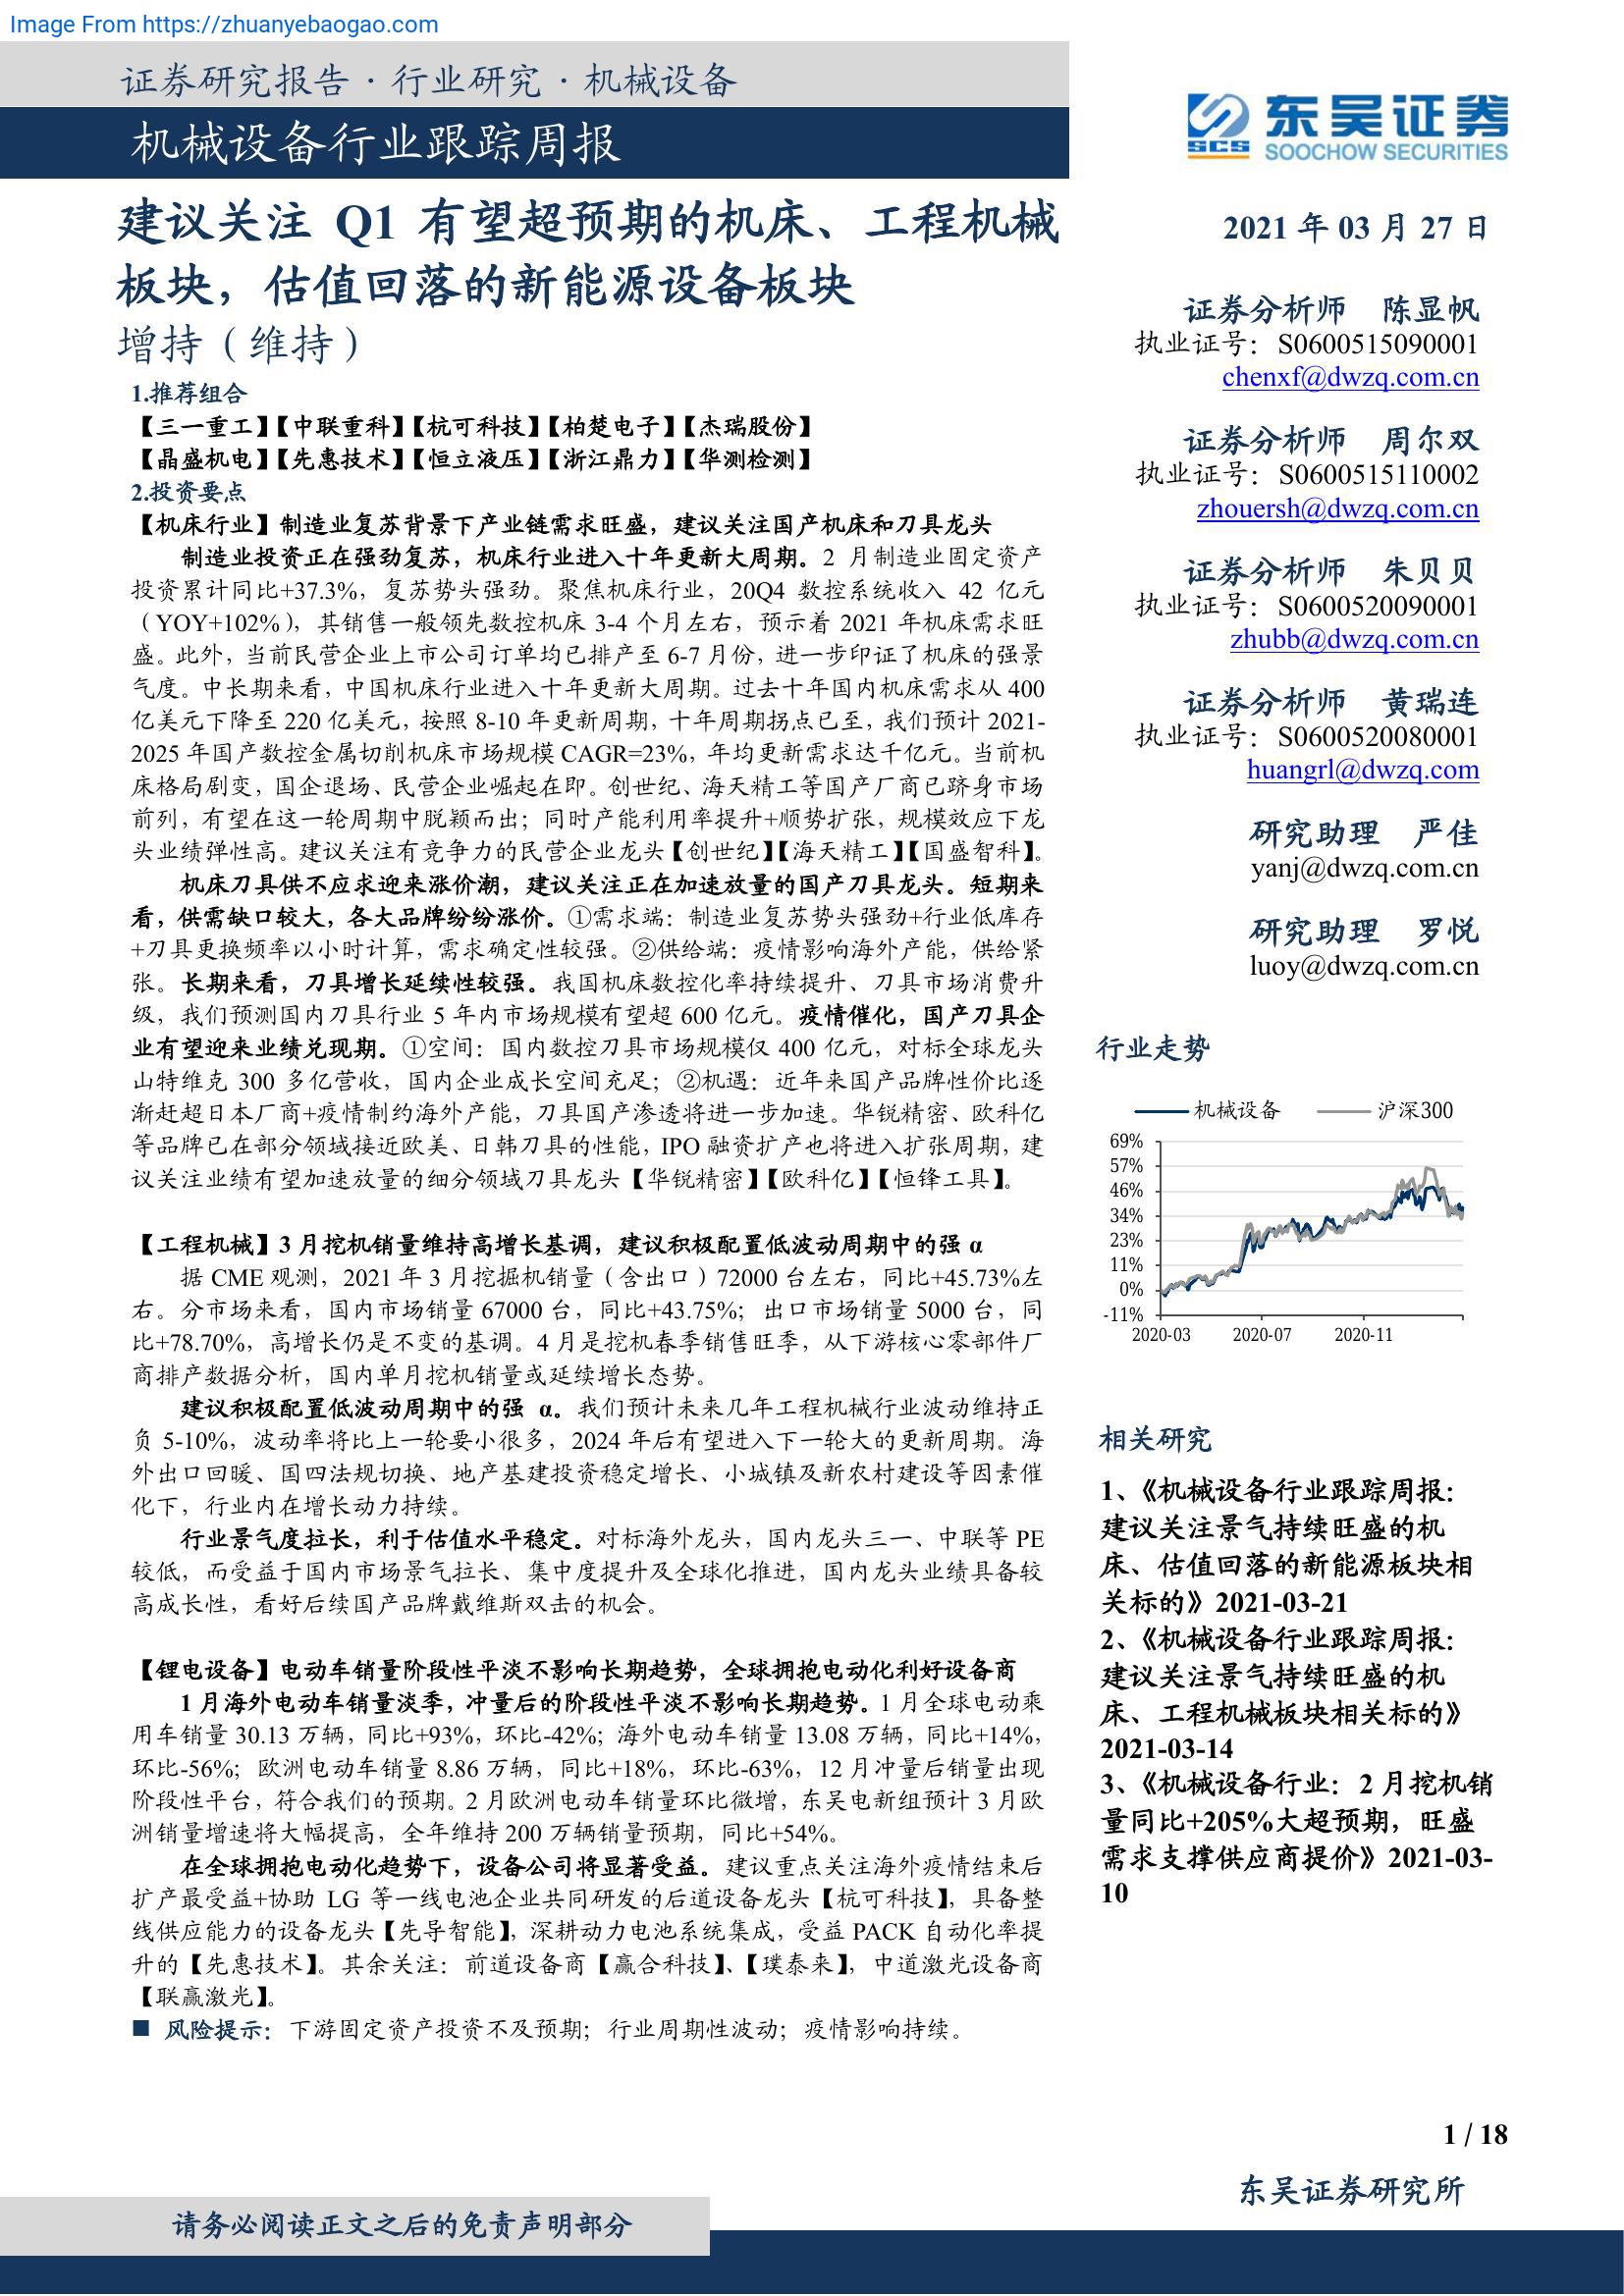 Image From https://zhuanyebaogao.com
证券研究报告·行业研究·机械设备
机械设备行业跟踪周报
东吴证券
SCS
SOOCHOW SECURITIES
建议关注 Q1 有望超预期的机床、工程机械
板块，估值回落的新能源设备板块
增持（维持）
1.推荐组合
【三一重工】【中联重科】【杭可科技】【柏楚电子】【杰瑞股份】
【晶盛机电】【先惠技术】【恒立液压】【浙江鼎力】【华测检测】
2.投资要点
【机床行业】制造业复苏背景下产业链需求旺盛，建议关注国产机床和刀具龙头
制造业投资正在强劲复苏，机床行业进入十年更新大周期。2 月制造业固定资产
投资累计同比+37.3%，复苏势头强劲。聚焦机床行业，20Q4 数控系统收入 42 亿元
（YOY+102%），其销售一般领先数控机床 3-4 个月左右，预示着 2021 年机床需求旺
盛。此外，当前民营企业上市公司订单均已排产至 6-7 月份，进一步印证了机床的强景
气度。中长期来看，中国机床行业进入十年更新大周期。过去十年国内机床需求从 400
亿美元下降至 220 亿美元，按照 8-10 年更新周期，十年周期拐点已至，我们预计 2021-
2025 年国产数控金属切削机床市场规模 CAGR=23%，年均更新需求达千亿元。当前机
床格局剧变，国企退场、民营企业崛起在即。创世纪、海天精工等国产厂商已跻身市场
前列，有望在这一轮周期中脱颖而出；同时产能利用率提升+顺势扩张，规模效应下龙
头业绩弹性高。建议关注有竞争力的民营企业龙头【创世纪】【海天精工】【国盛智科】。
机床刀具供不应求迎来涨价潮，建议关注正在加速放量的国产刀具龙头。短期来
看，供需缺口较大，各大品牌纷纷涨价。①需求端：制造业复苏势头强劲+行业低库存
+刀具更换频率以小时计算，需求确定性较强。②供给端：疫情影响海外产能，供给紧
张。长期来看，刀具增长延续性较强。我国机床数控化率持续提升、刀具市场消费升
级，我们预测国内刀具行业 5 年内市场规模有望超 600 亿元。疫情催化，国产刀具企
业有望迎来业绩兑现期。①空间：国内数控刀具市场规模仅 400 亿元，对标全球龙头
山特维克 300 多亿营收，国内企业成长空间充足；②机遇：近年来国产品牌性价比逐
渐赶超日本厂商+疫情制约海外产能，刀具国产渗透将进一步加速。华锐精密、欧科亿
等品牌已在部分领域接近欧美、日韩刀具的性能，IPO 融资扩产也将进入扩张周期，建
议关注业绩有望加速放量的细分领域刀具龙头【华锐精密】【欧科亿】【恒锋工具】。
【工程机械】3 月挖机销量维持高增长基调，建议积极配置低波动周期中的强 α
据 CME 观测，2021 年 3 月挖掘机销量（含出口）72000 台左右，同比+45.73%左
右。分市场来看，国内市场销量 67000 台，同比+43.75%；出口市场销量 5000 台，同
比+78.70%，高增长仍是不变的基调。4 月是挖机春季销售旺季，从下游核心零部件厂
商排产数据分析，国内单月挖机销量或延续增长态势。
建议积极配置低波动周期中的强 α。我们预计未来几年工程机械行业波动维持正
负 5-10%，波动率将比上一轮要小很多，2024 年后有望进入下一轮大的更新周期。海
外出口回暖、国四法规切换、地产基建投资稳定增长、小城镇及新农村建设等因素催
化下，行业内在增长动力持续。
行业景气度拉长，利于估值水平稳定。对标海外龙头，国内龙头三一、中联等 PE
较低，而受益于国内市场景气拉长、集中度提升及全球化推进，国内龙头业绩具备较
高成长性，看好后续国产品牌戴维斯双击的机会。
【锂电设备】电动车销量阶段性平淡不影响长期趋势，全球拥抱电动化利好设备商
1 月海外电动车销量淡季，冲量后的阶段性平淡不影响长期趋势。1 月全球电动乘
用车销量 30.13 万辆，同比+93%，环比-42%；海外电动车销量 13.08 万辆，同比+14%，
环比-56%；欧洲电动车销量 8.86 万辆，同比+18%，环比-63%，12 月冲量后销量出现
阶段性平台，符合我们的预期。2 月欧洲电动车销量环比微增，东吴电新组预计 3 月欧
洲销量增速将大幅提高，全年维持 200 万辆销量预期，同比+54%。
在全球拥抱电动化趋势下，设备公司将显著受益。建议重点关注海外疫情结束后
扩产最受益+协助 LG 等一线电池企业共同研发的后道设备龙头【杭可科技】，具备整
线供应能力的设备龙头【先导智能】，深耕动力电池系统集成，受益 PACK 自动化率提
升的【先惠技术】。其余关注：前道设备商【赢合科技】、【璞泰来】，中道激光设备商
【联赢激光】。
■ 风险提示：下游固定资产投资不及预期；行业周期性波动；疫情影响持续。
2021 年 03 月 27 日
证券分析师 陈显帆
执业证号：S0600515090001
chenxf@dwzq.com.cn
证券分析师 周尔双
执业证号：S0600515110002
zhouersh@dwzq.com.cn
证券分析师 朱贝贝
执业证号：S0600520090001
zhubb@dwzq.com.cn
证券分析师 黄瑞连
执业证号：S0600520080001
huangrl@dwzq.com
研究助理 严佳
yanj@dwzq.com.cn
研究助理 罗悦
luoy@dwzq.com.cn
行业走势
机械设备 沪深300
69%
57%
46%
34%
23%
11%
0%
-11%
2020-03 2020-07 2020-11
相关研究
1、《机械设备行业跟踪周报：
建议关注景气持续旺盛的机
床、估值回落的新能源板块相
关标的》2021-03-21
2、《机械设备行业跟踪周报：
建议关注景气持续旺盛的机
床、工程机械板块相关标的》
2021-03-14
3、《机械设备行业：2 月挖机销
量同比+205%大超预期，旺盛
需求支撑供应商提价》2021-03-
10
1 / 18
东吴证券研究所
请务必阅读正文之后的免责声明部分